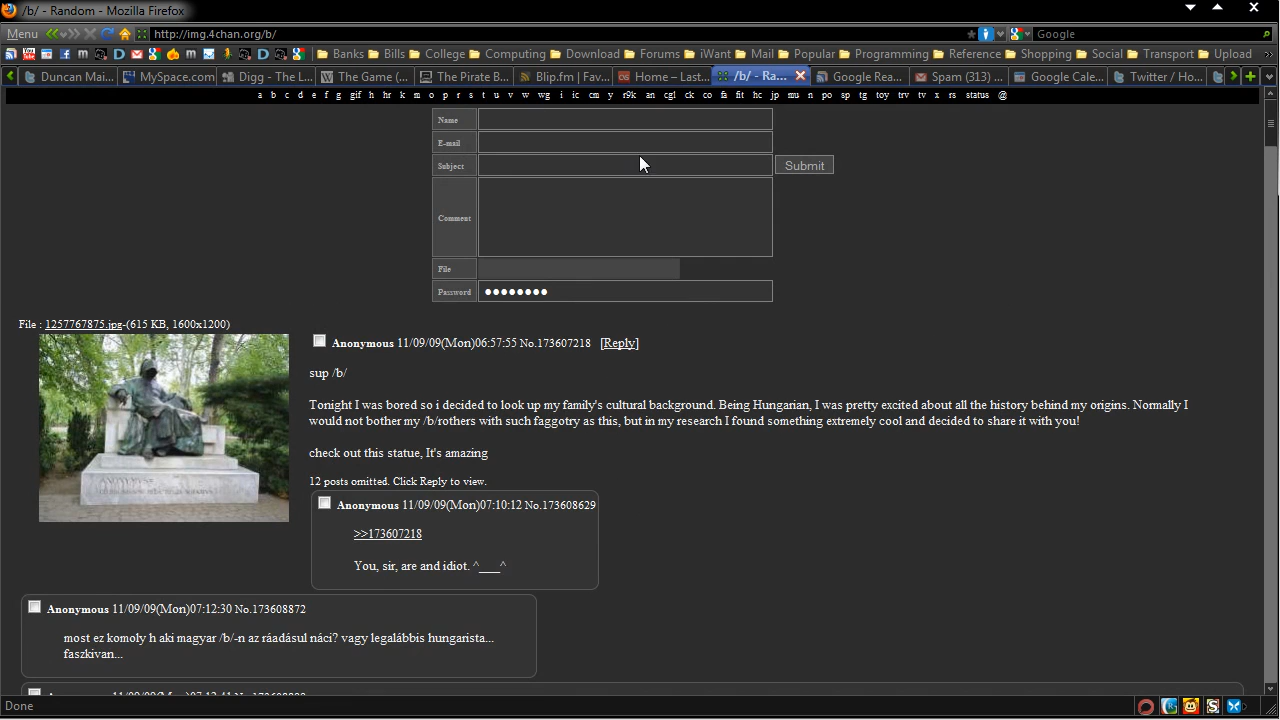 /b/ - Random - Mozilla Firefox
Menu http://img.4chan.org/b/ Google
Banks Bills College Computing Download Forums iWant Mail Popular Programming Reference Shopping Social Transport Upload
Duncan Mai... MySpace.com Digg - The L... The Game (... The Pirate B... Blip.fm | Fav... Home – Last... /b/ - Ra... Google Rea... Spam (313) ... Google Cale... Twitter / Ho...
a b c d e f g gif h hr k m o p r s t u v w wg i ic cm y r9k an cgl ck co fa fit hc jp mu n po sp tg toy trv tv x rs status @
Name
E-mail
Subject Submit
Comment
File
Password ●●●●●●●●
File : 1257767875.jpg-(615 KB, 1600x1200)
Anonymous 11/09/09(Mon)06:57:55 No.173607218 [Reply]
sup /b/
Tonight I was bored so i decided to look up my family's cultural background. Being Hungarian, I was pretty excited about all the history behind my origins. Normally I
would not bother my /b/rothers with such faggotry as this, but in my research I found something extremely cool and decided to share it with you!
check out this statue, It's amazing
12 posts omitted. Click Reply to view.
Anonymous 11/09/09(Mon)07:10:12 No.173608629
>>173607218
You, sir, are and idiot. ^___^
Anonymous 11/09/09(Mon)07:12:30 No.173608872
most ez komoly h aki magyar /b/-n az ráadásul náci? vagy legalábbis hungarista...
faszkivan...
Done